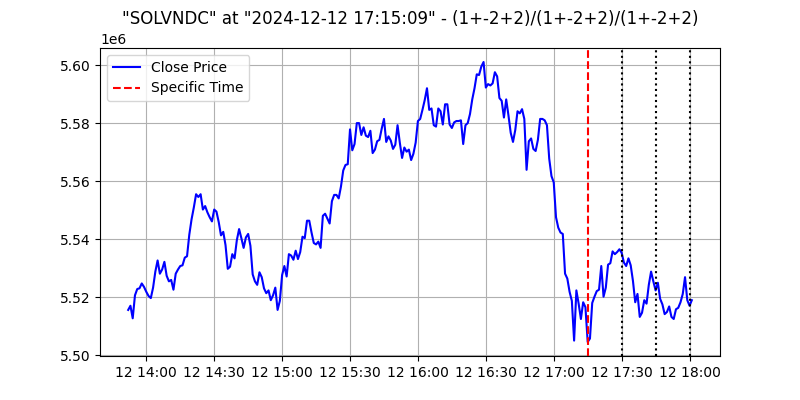 "SOLVNDC" at "2024-12-12 17:15:09" - (1+-2+2)/(1+-2+2)/(1+-2+2)
1e6
Close Price
Specific Time
5.60
5.58
5.56
5.54
5.52
5.50
12 14:00 12 14:30 12 15:00 12 15:30 12 16:00 12 16:30 12 17:00 12 17:30 12 18:00